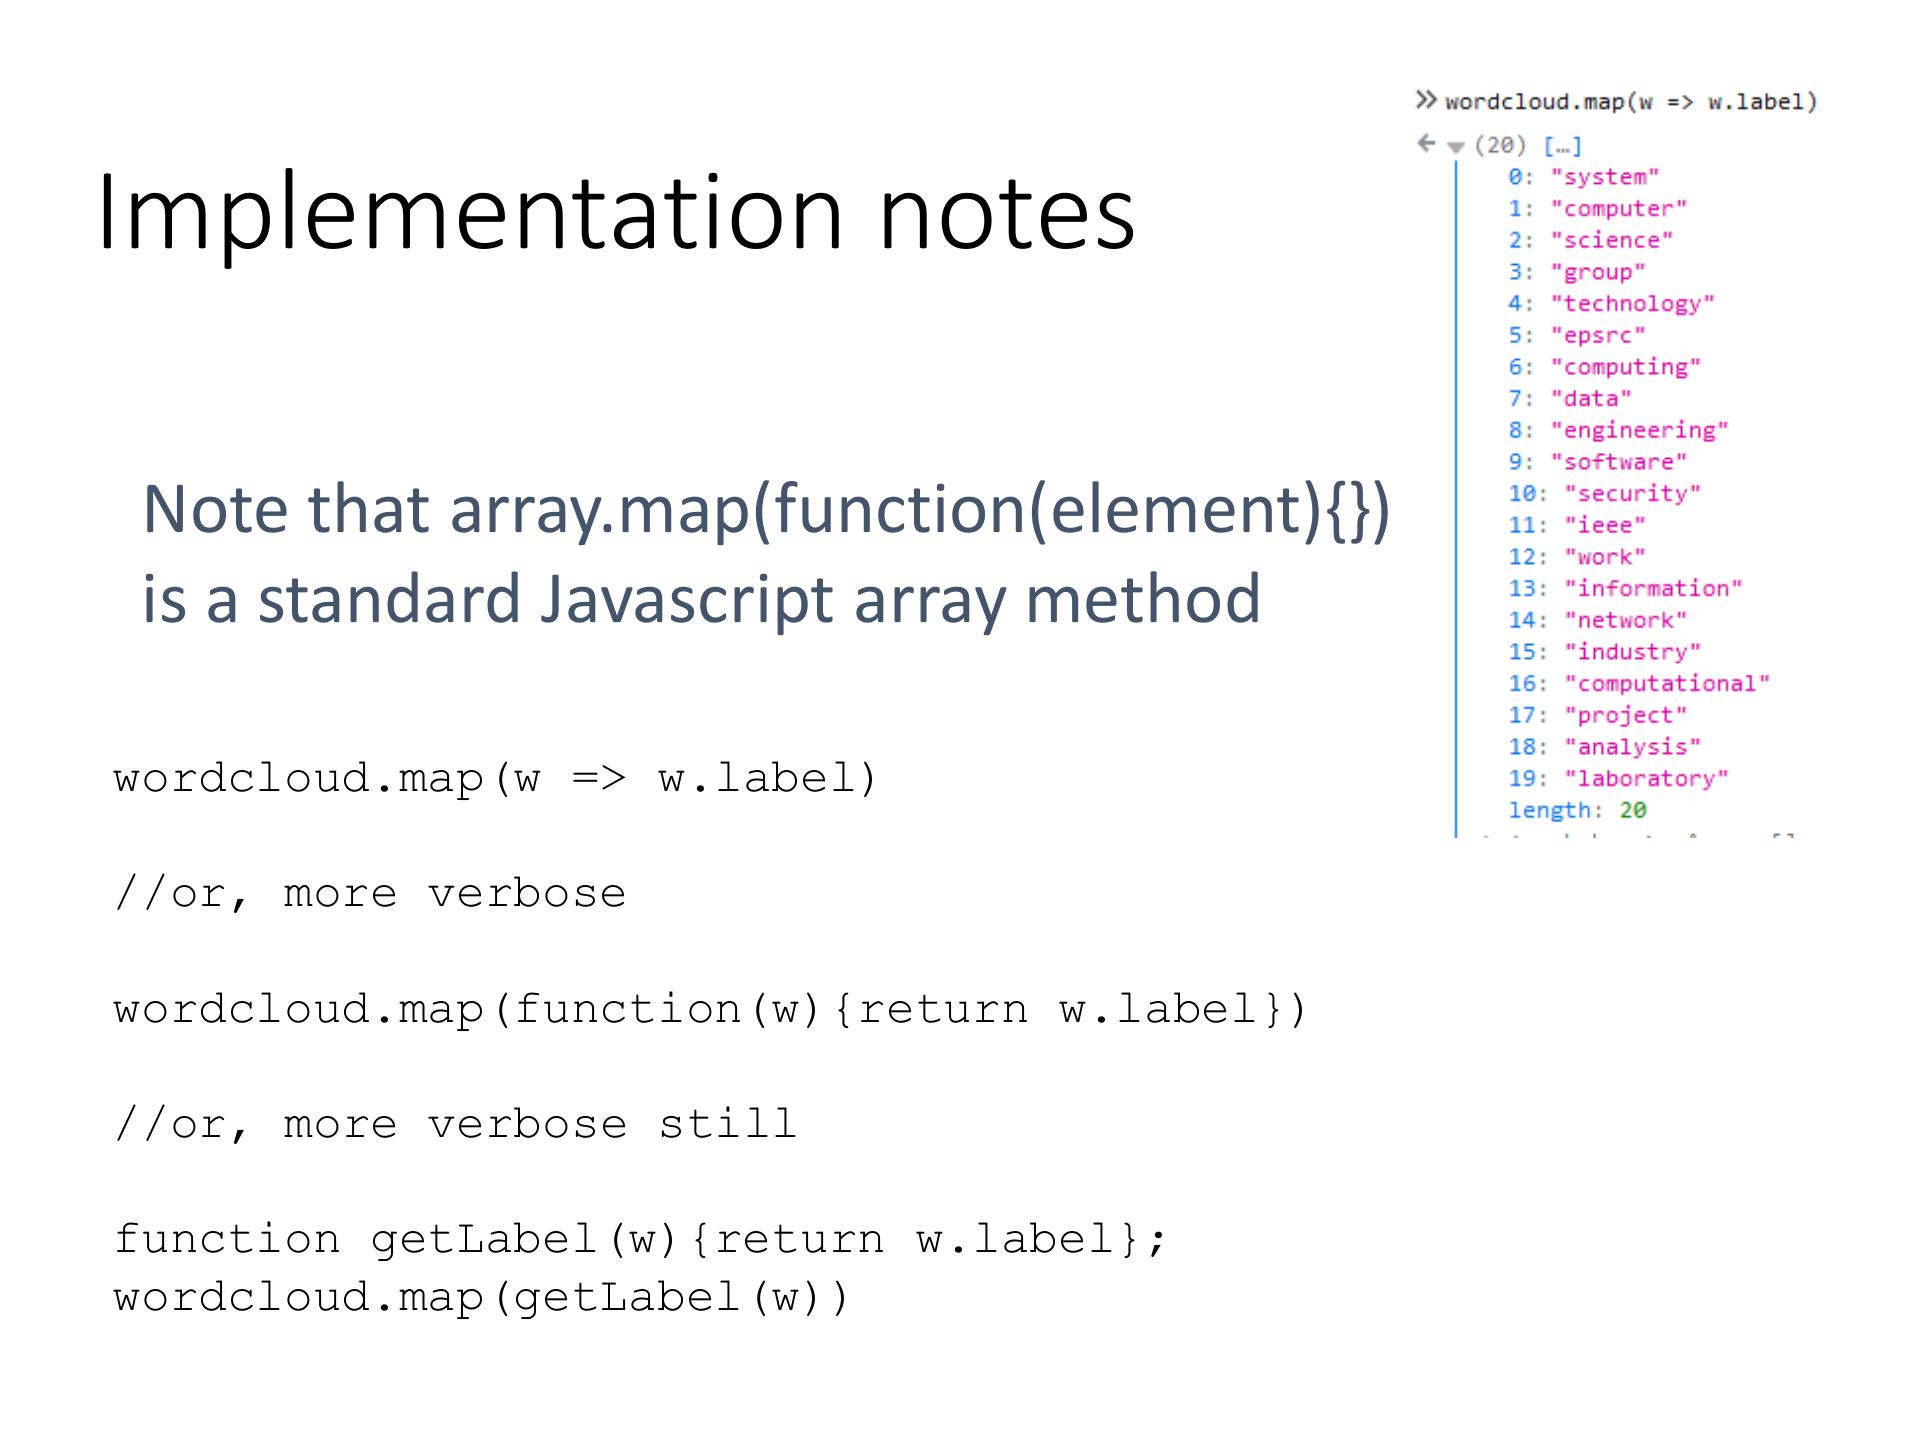 Implementation notes
Note that array.map(function(element){})
is a standard Javascript array method
wordcloud.map(w => w.label)
//or, more verbose
wordcloud.map(function(w){return w.label})
//or, more verbose still
function getLabel(w){return w.label};
wordcloud.map(getLabel(w))
wordcloud.map(w => w.label)
(20) […]
0: "system"
1: "computer"
2: "science"
3: "group"
4: "technology"
5: "epsrc"
6: "computing"
7: "data"
8: "engineering"
9: "software"
10: "security"
11: "ieee"
12: "work"
13: "information"
14: "network"
15: "industry"
16: "computational"
17: "project"
18: "analysis"
19: "laboratory"
length: 20